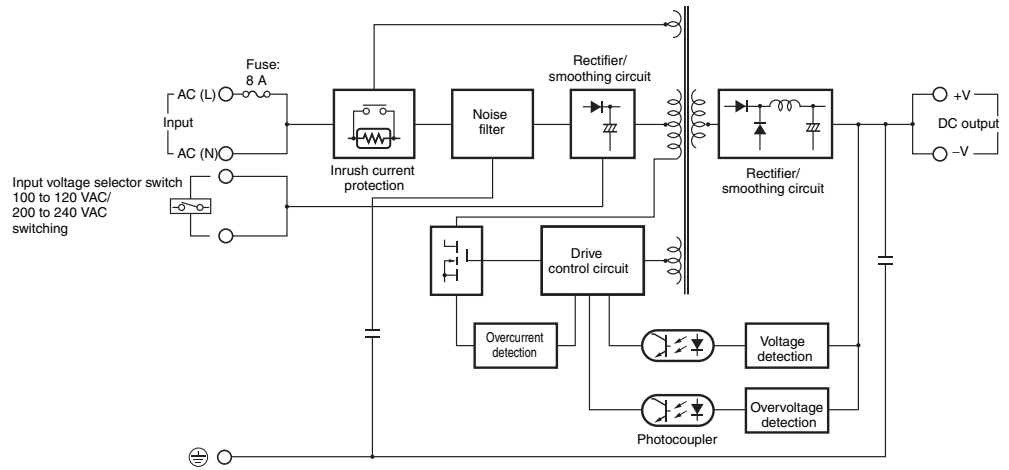 Fuse:
8 A
AC (L)
Input
AC (N)
Input voltage selector switch
100 to 120 VAC/
200 to 240 VAC
switching
Inrush current
protection
Noise
filter
Rectifier/
smoothing circuit
Rectifier/
smoothing circuit
+V
DC output
−V
Drive
control circuit
Overcurrent
detection
Voltage
detection
Overvoltage
detection
Photocoupler